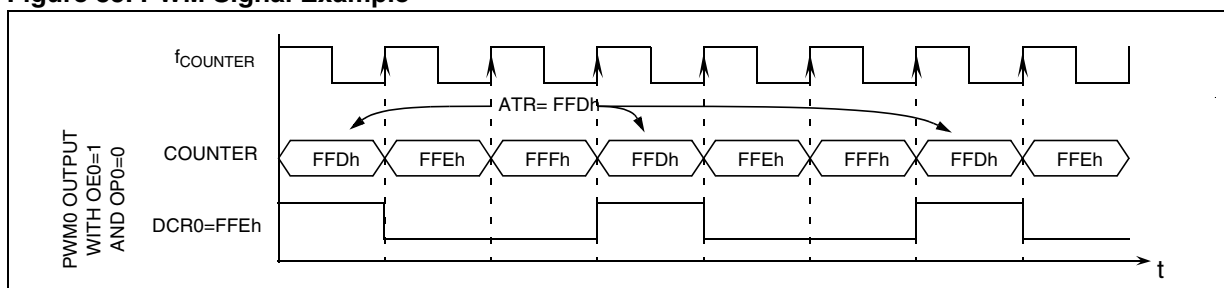 Figure PWM Signal Example
fCOUNTER
ATR= FFDh
COUNTER
FFDh FFEh FFFh FFDh FFEh FFFh FFDh FFEh
PWM0 OUTPUT
WITH OE0=1
AND OP0=0
DCR0=FFEh
t